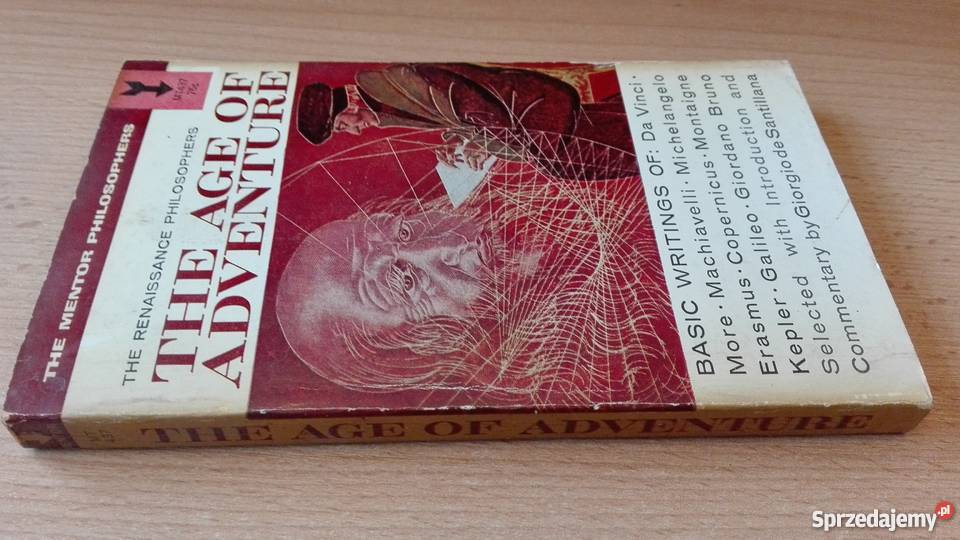 THE MENTOR PHILOSOPHERS
MT437
75c
THE RENAISSANCE PHILOSOPHERS
THE AGE OF
ADVENTURE
BASIC WRITINGS OF: Da Vinci ·
More · Machiavelli · Michelangelo
Erasmus · Copernicus · Montaigne
Kepler · Galileo · Giordano Bruno
Selected with Introduction and
Commentary by Giorgio de Santillana
THE AGE OF ADVENTURE
Sprzedajemy.pl